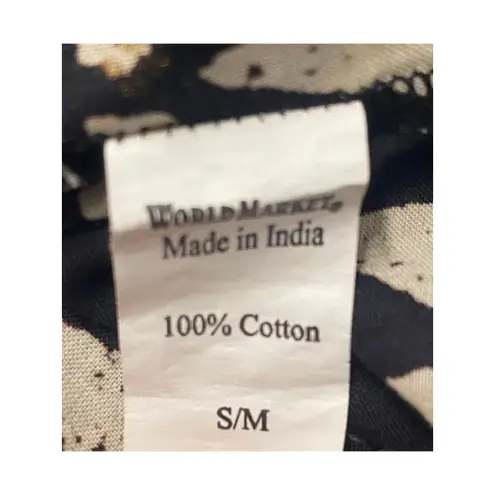 WORLD MARKET®
Made in India
100% Cotton
S/M